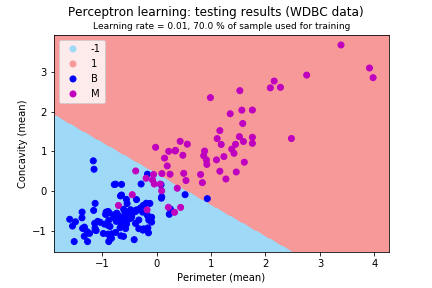 Perceptron learning: testing results (WDBC data)
Learning rate = 0.01, 70.0 % of sample used for training
-1
1
B
M
Concavity (mean)
3
2
1
0
−1
−1
0
1
2
3
4
Perimeter (mean)